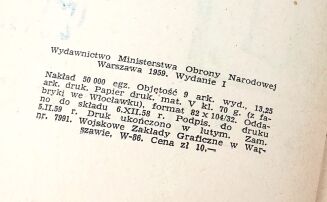 Wydawnictwo Ministerstwa Obrony Narodowej
Warszawa 1959. Wydanie I
Nakład 50 000 egz. Objętość 9 ark. wyd., 13,25
ark. druk. Papier druk. mat. V kl. 70 g. (z fa-
bryki we Włocławku), format 82 x 104/32. Odda-
no do składu 6.XII.58 r. Podpis. do druku
5.II.59 r. Druk ukończono w lutym. Zam.
nr. 7991. Wojskowe Zakłady Graficzne w War-
szawie, W-86. Cena zł 10.—